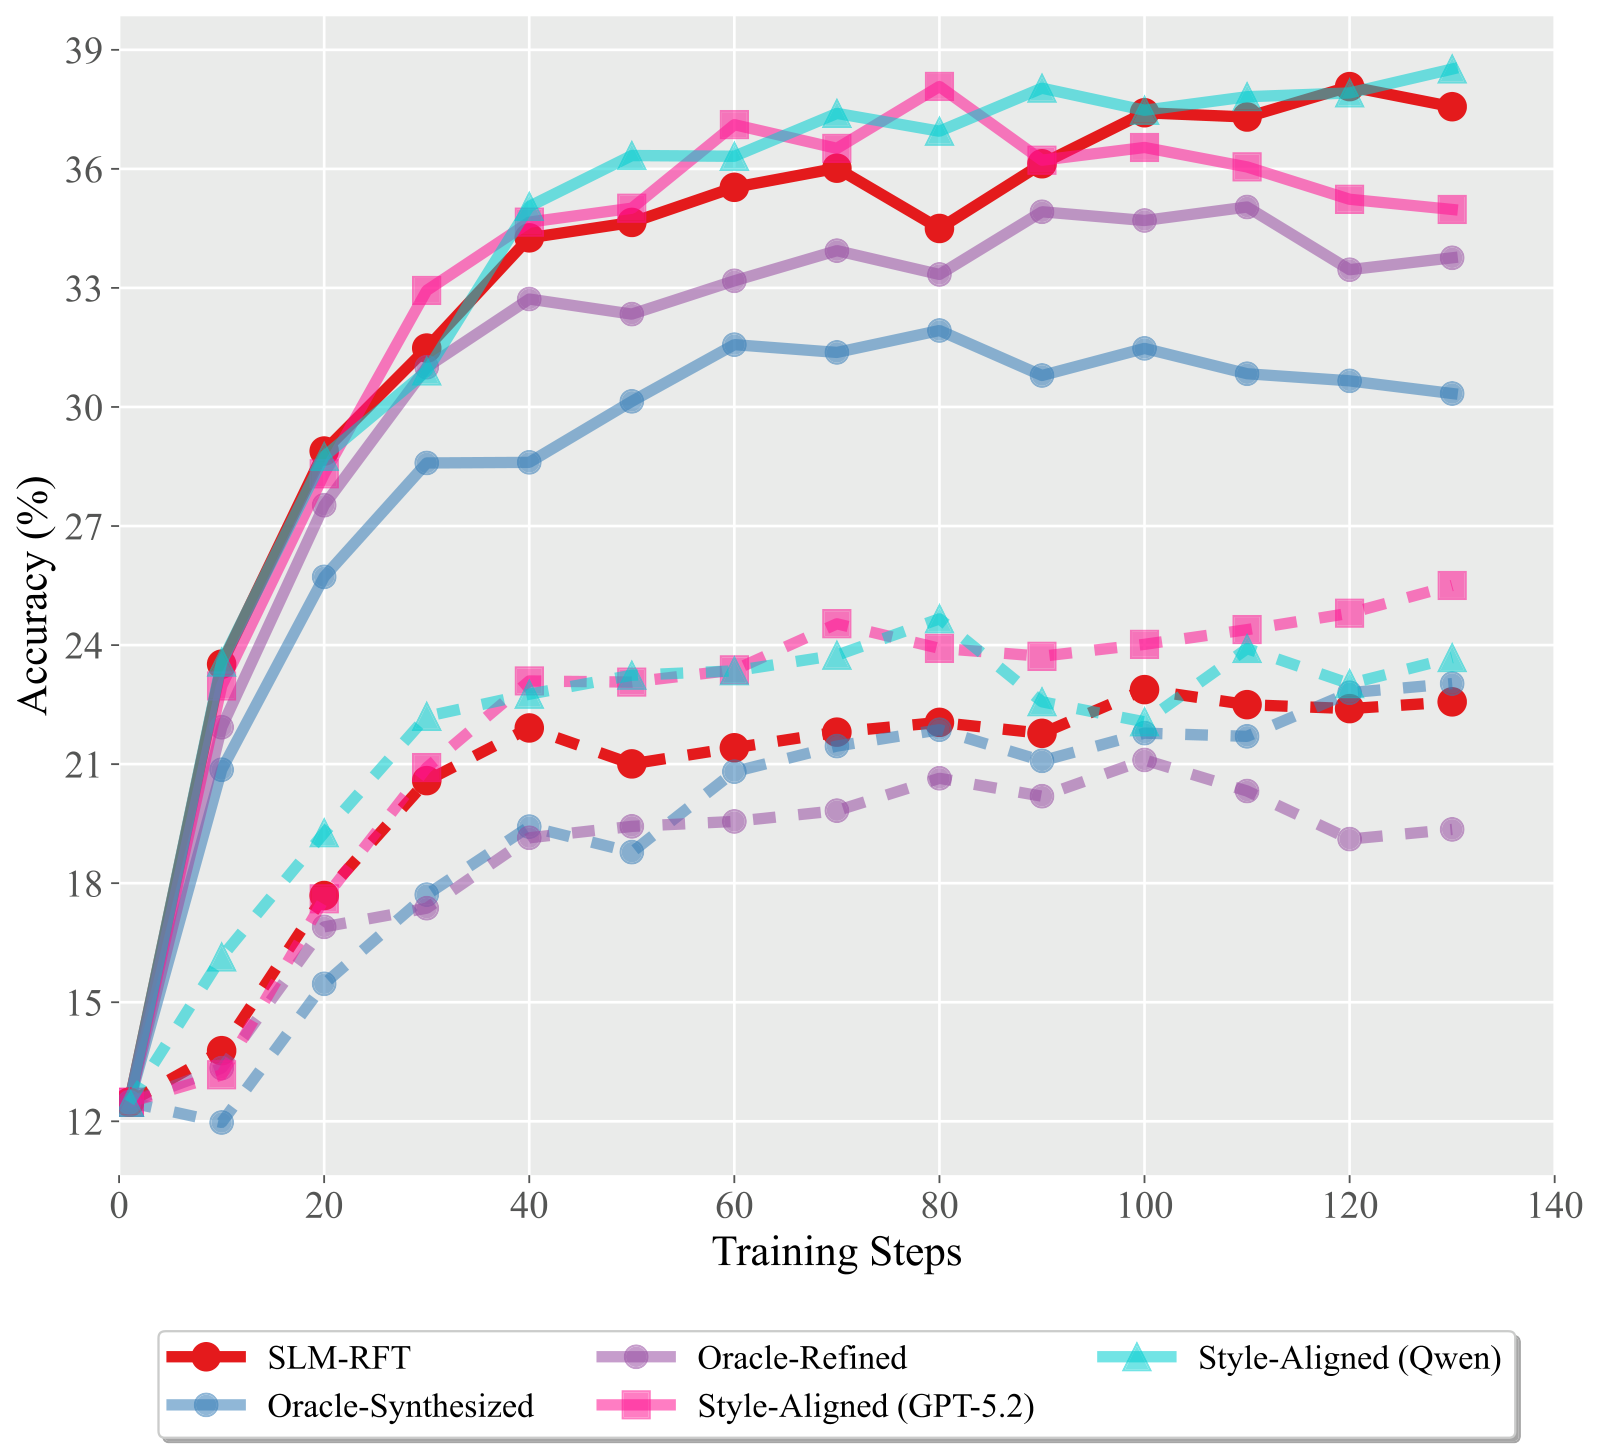 39
36
33
30
27
24
21
18
15
12
Accuracy (%)
0 20 40 60 80 100 120 140
Training Steps
SLM-RFT Oracle-Refined Style-Aligned (Qwen)
Oracle-Synthesized Style-Aligned (GPT-5.2)